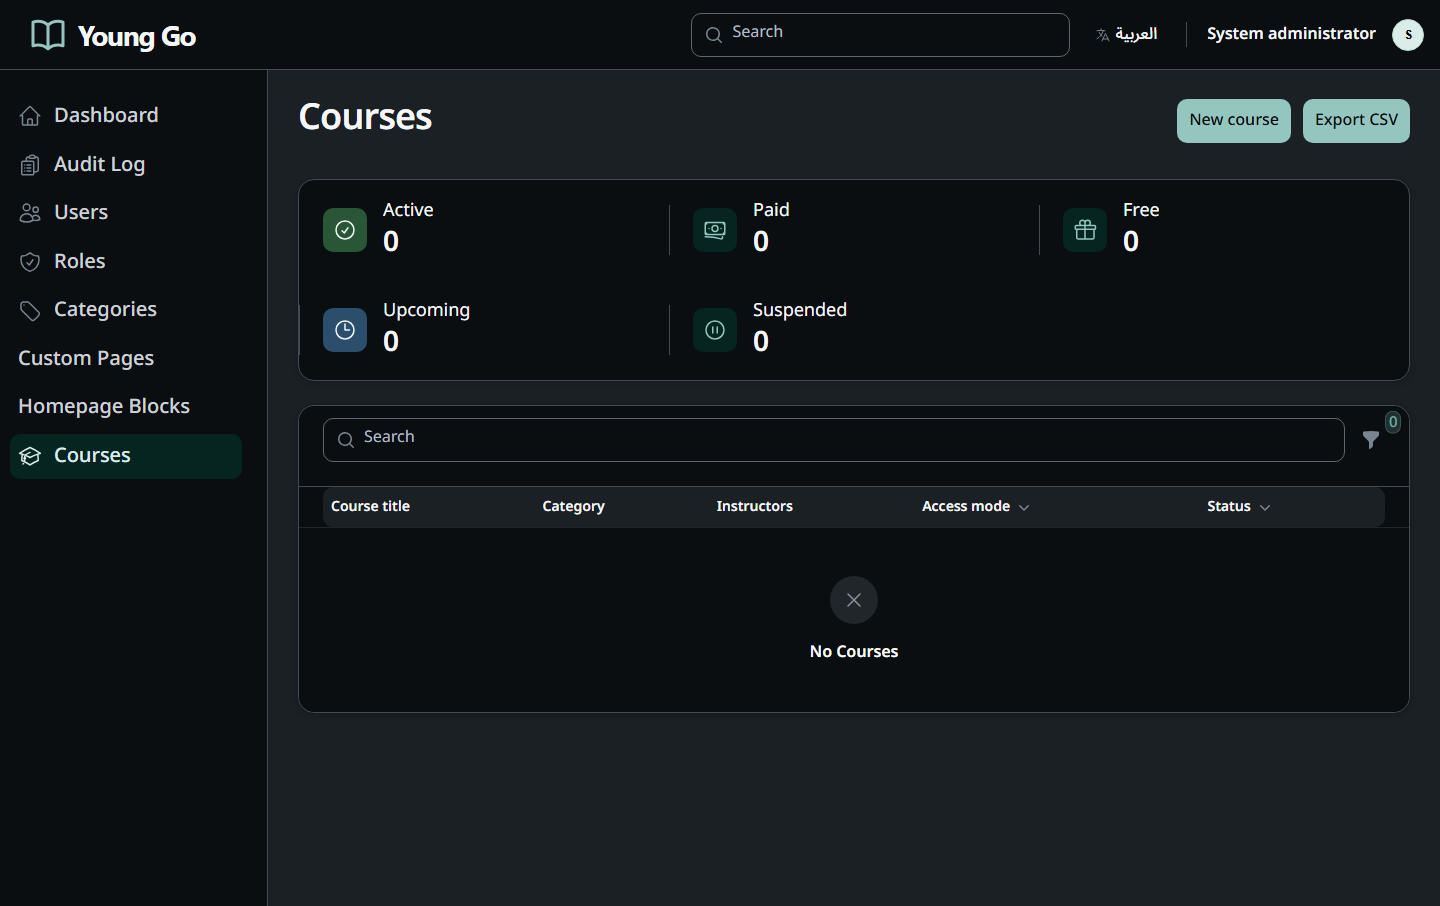 Young Go
Search
العربية
System administrator
S
Dashboard
Audit Log
Users
Roles
Categories
Custom Pages
Homepage Blocks
Courses
Courses
New course
Export CSV
Active
0
Paid
0
Free
0
Upcoming
0
Suspended
0
Search
0
Course title
Category
Instructors
Access mode
Status
No Courses